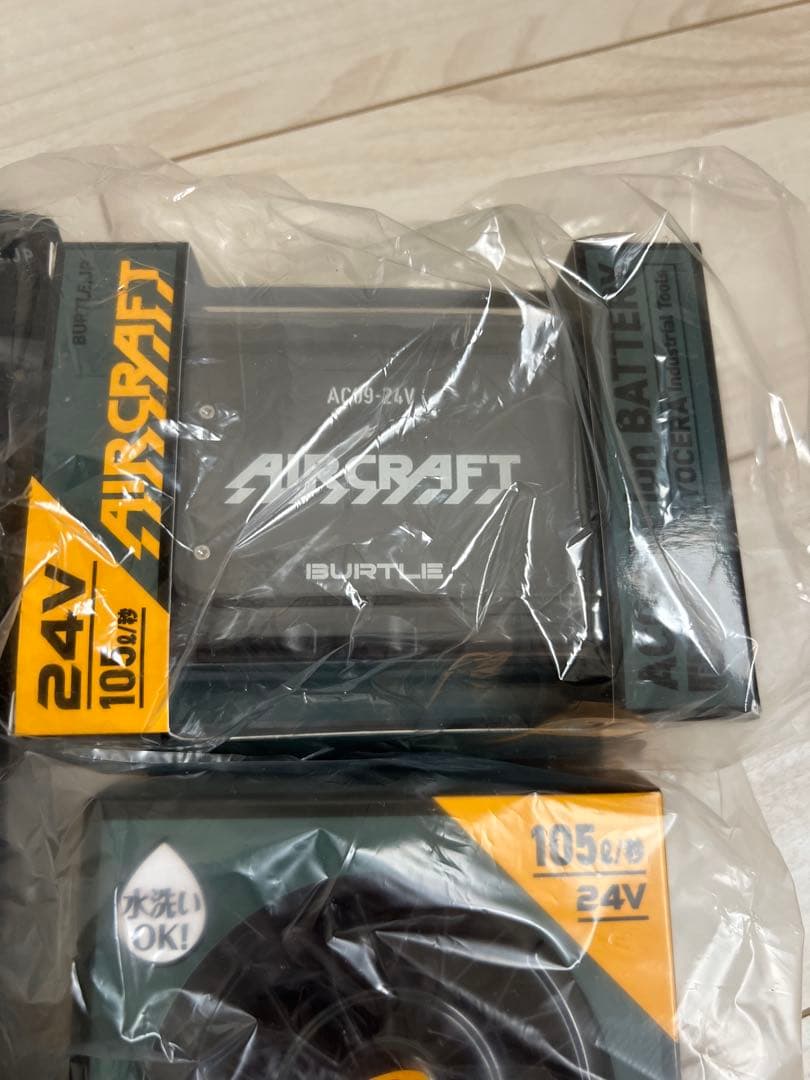 BURTLE.JP
AIRCRAFT
24V
105ℓ/秒
AC09-24V
AIRCRAFT
BURTLE
ion BATTERY
KYOCERA Industrial Tools
水洗い
OK!
105ℓ/秒
24V